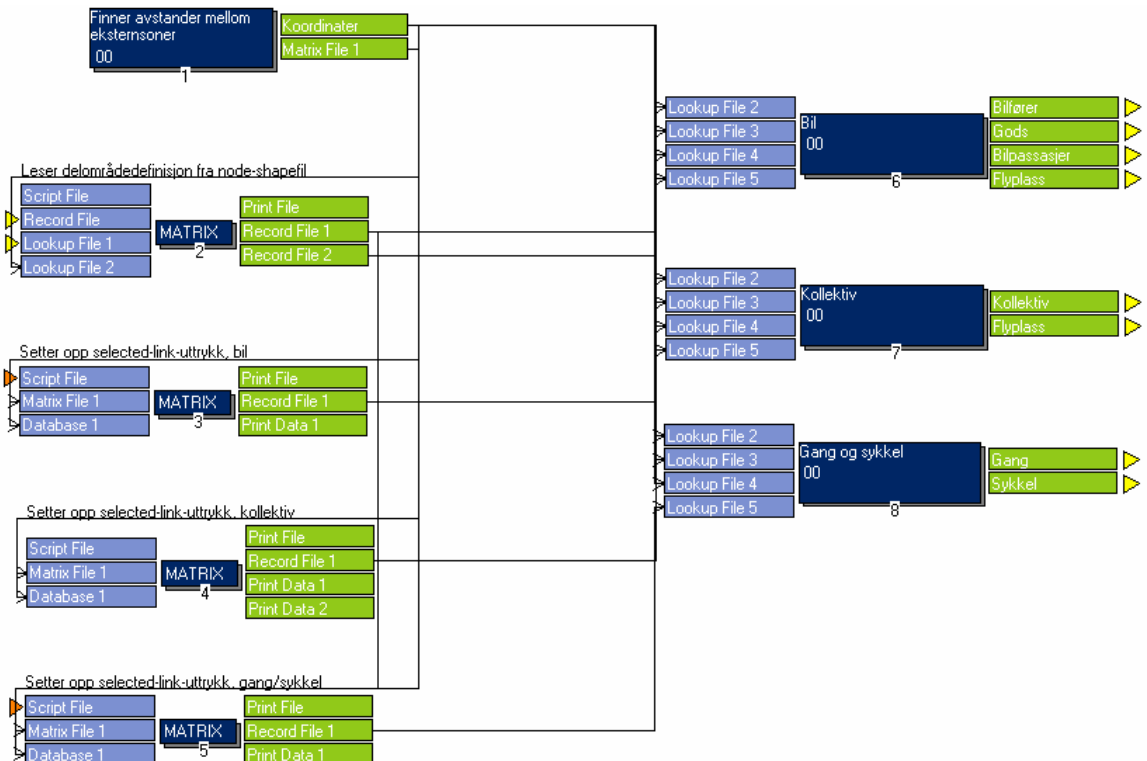 Finner avstander mellom
eksternsoner
00
1
Koordinater
Matrix File 1
Leser delområdedefinisjon fra node-shapefil
Script File
Record File
Lookup File 1
Lookup File 2
MATRIX
2
Print File
Record File 1
Record File 2
Setter opp selected-link-uttrykk, bil
Script File
Matrix File 1
Database 1
MATRIX
3
Print File
Record File 1
Print Data 1
Setter opp selected-link-uttrykk, kollektiv
Script File
Matrix File 1
Database 1
MATRIX
4
Print File
Record File 1
Print Data 1
Print Data 2
Setter opp selected-link-uttrykk, gang/sykkel
Script File
Matrix File 1
Database 1
MATRIX
5
Print File
Record File 1
Print Data 1
Lookup File 2
Lookup File 3
Lookup File 4
Lookup File 5
Bil
00
6
Bilfører
Gods
Bilpassasjer
Flyplass
Lookup File 2
Lookup File 3
Lookup File 4
Lookup File 5
Kollektiv
00
7
Kollektiv
Flyplass
Lookup File 2
Lookup File 3
Lookup File 4
Lookup File 5
Gang og sykkel
00
8
Gang
Sykkel